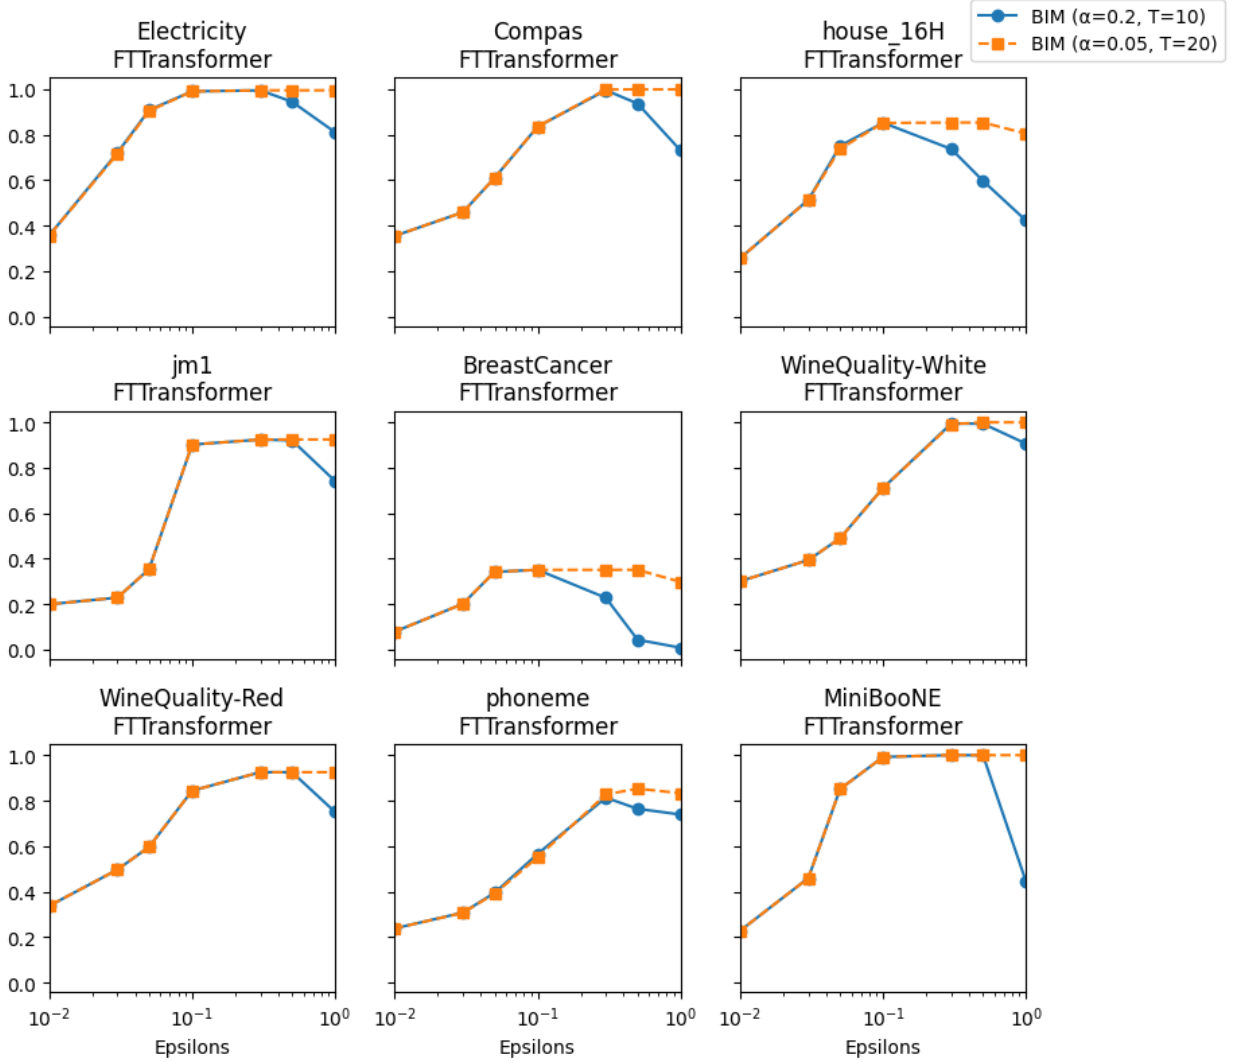 BIM (α=0.2, T=10)
BIM (α=0.05, T=20)
Electricity
FTTransformer
Compas
FTTransformer
house_16H
FTTransformer
1.0
0.8
0.6
0.4
0.2
0.0
jm1
FTTransformer
BreastCancer
FTTransformer
WineQuality-White
FTTransformer
1.0
0.8
0.6
0.4
0.2
0.0
WineQuality-Red
FTTransformer
phoneme
FTTransformer
MiniBooNE
FTTransformer
1.0
0.8
0.6
0.4
0.2
0.0
10⁻² 10⁻¹ 10⁰
Epsilons
10⁻² 10⁻¹ 10⁰
Epsilons
10⁻² 10⁻¹ 10⁰
Epsilons